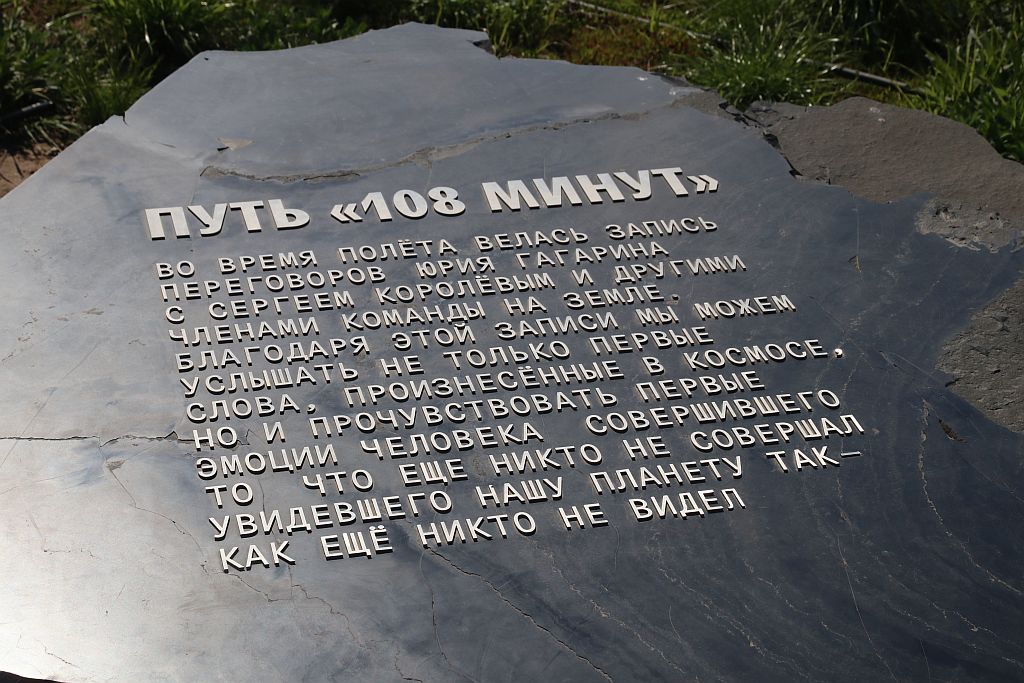 ПУТЬ «108 МИНУТ»
ВО ВРЕМЯ ПОЛЁТА ВЕЛАСЬ ЗАПИСЬ
ПЕРЕГОВОРОВ ЮРИЯ ГАГАРИНА
С СЕРГЕЕМ КОРОЛЁВЫМ И ДРУГИМИ
ЧЛЕНАМИ КОМАНДЫ НА ЗЕМЛЕ.
БЛАГОДАРЯ ЭТОЙ ЗАПИСИ МЫ МОЖЕМ
УСЛЫШАТЬ НЕ ТОЛЬКО ПЕРВЫЕ
СЛОВА, ПРОИЗНЕСЁННЫЕ В КОСМОСЕ,
НО И ПРОЧУВСТВОВАТЬ ПЕРВЫЕ
ЭМОЦИИ ЧЕЛОВЕКА СОВЕРШИВШЕГО
ТО ЧТО ЕЩЕ НИКТО НЕ СОВЕРШАЛ
УВИДЕВШЕГО НАШУ ПЛАНЕТУ ТАК—
КАК ЕЩЁ НИКТО НЕ ВИДЕЛ